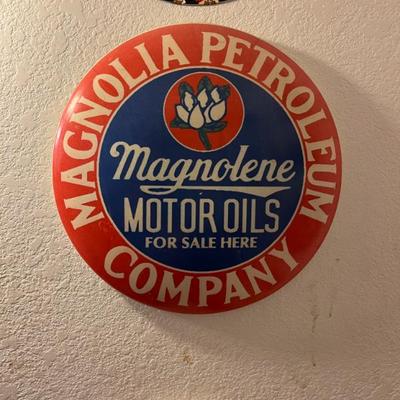 MAGNOLIA PETROLEUM
Magnolene
MOTOR OILS
FOR SALE HERE
COMPANY